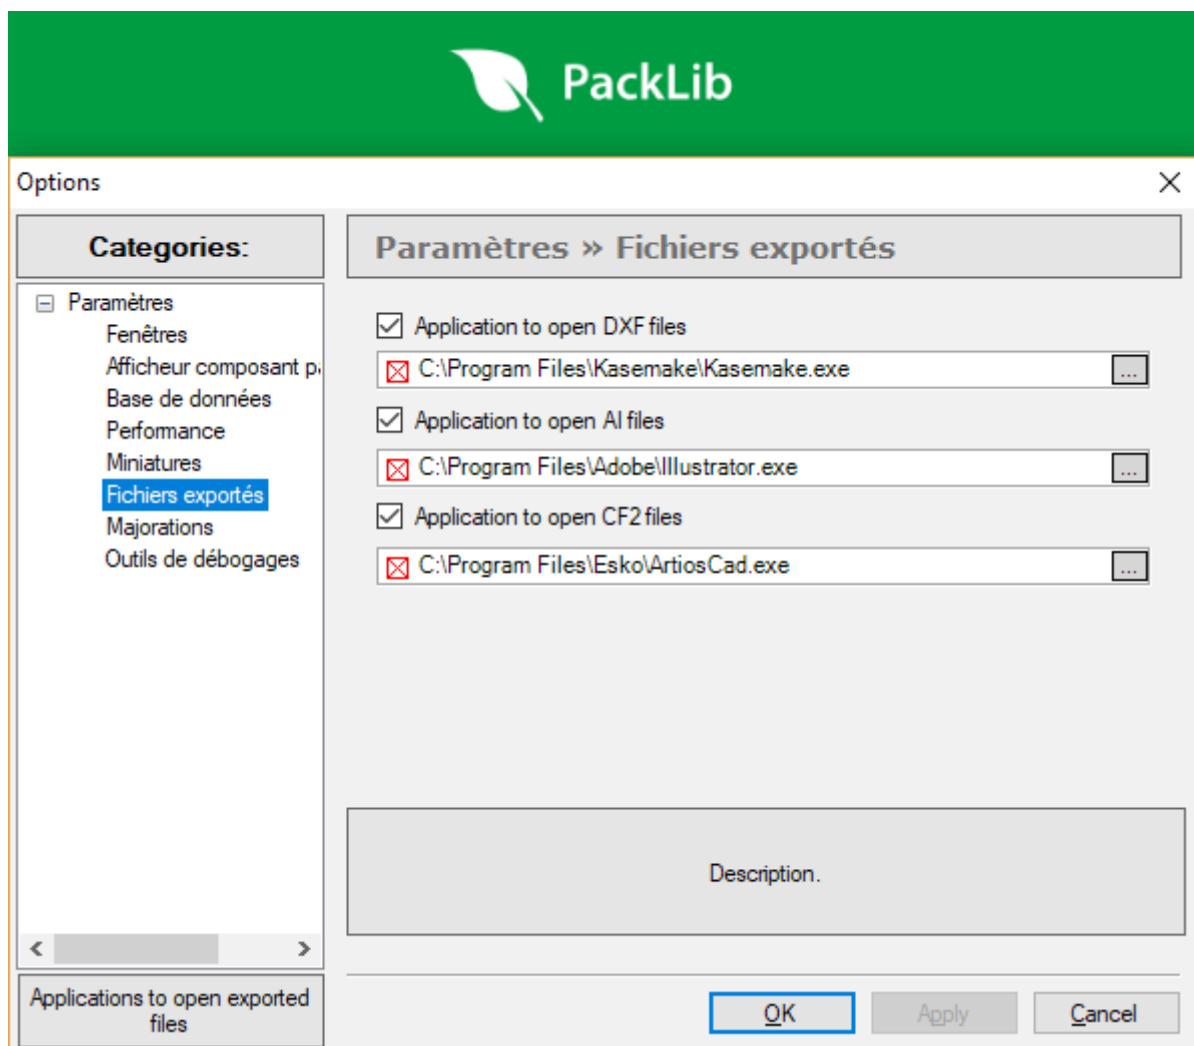 PackLib
Options
Categories:
Paramètres » Fichiers exportés
Paramètres
Fenêtres
Afficheur composant
Base de données
Performance
Miniatures
Fichiers exportés
Majorations
Outils de débogages
Application to open DXF files
C:\Program Files\Kasemake\Kasemake.exe
...
Application to open AI files
C:\Program Files\Adobe\Illustrator.exe
...
Application to open CF2 files
C:\Program Files\Esko\ArtiosCad.exe
...
Description.
Applications to open exported
files
OK
Apply
Cancel